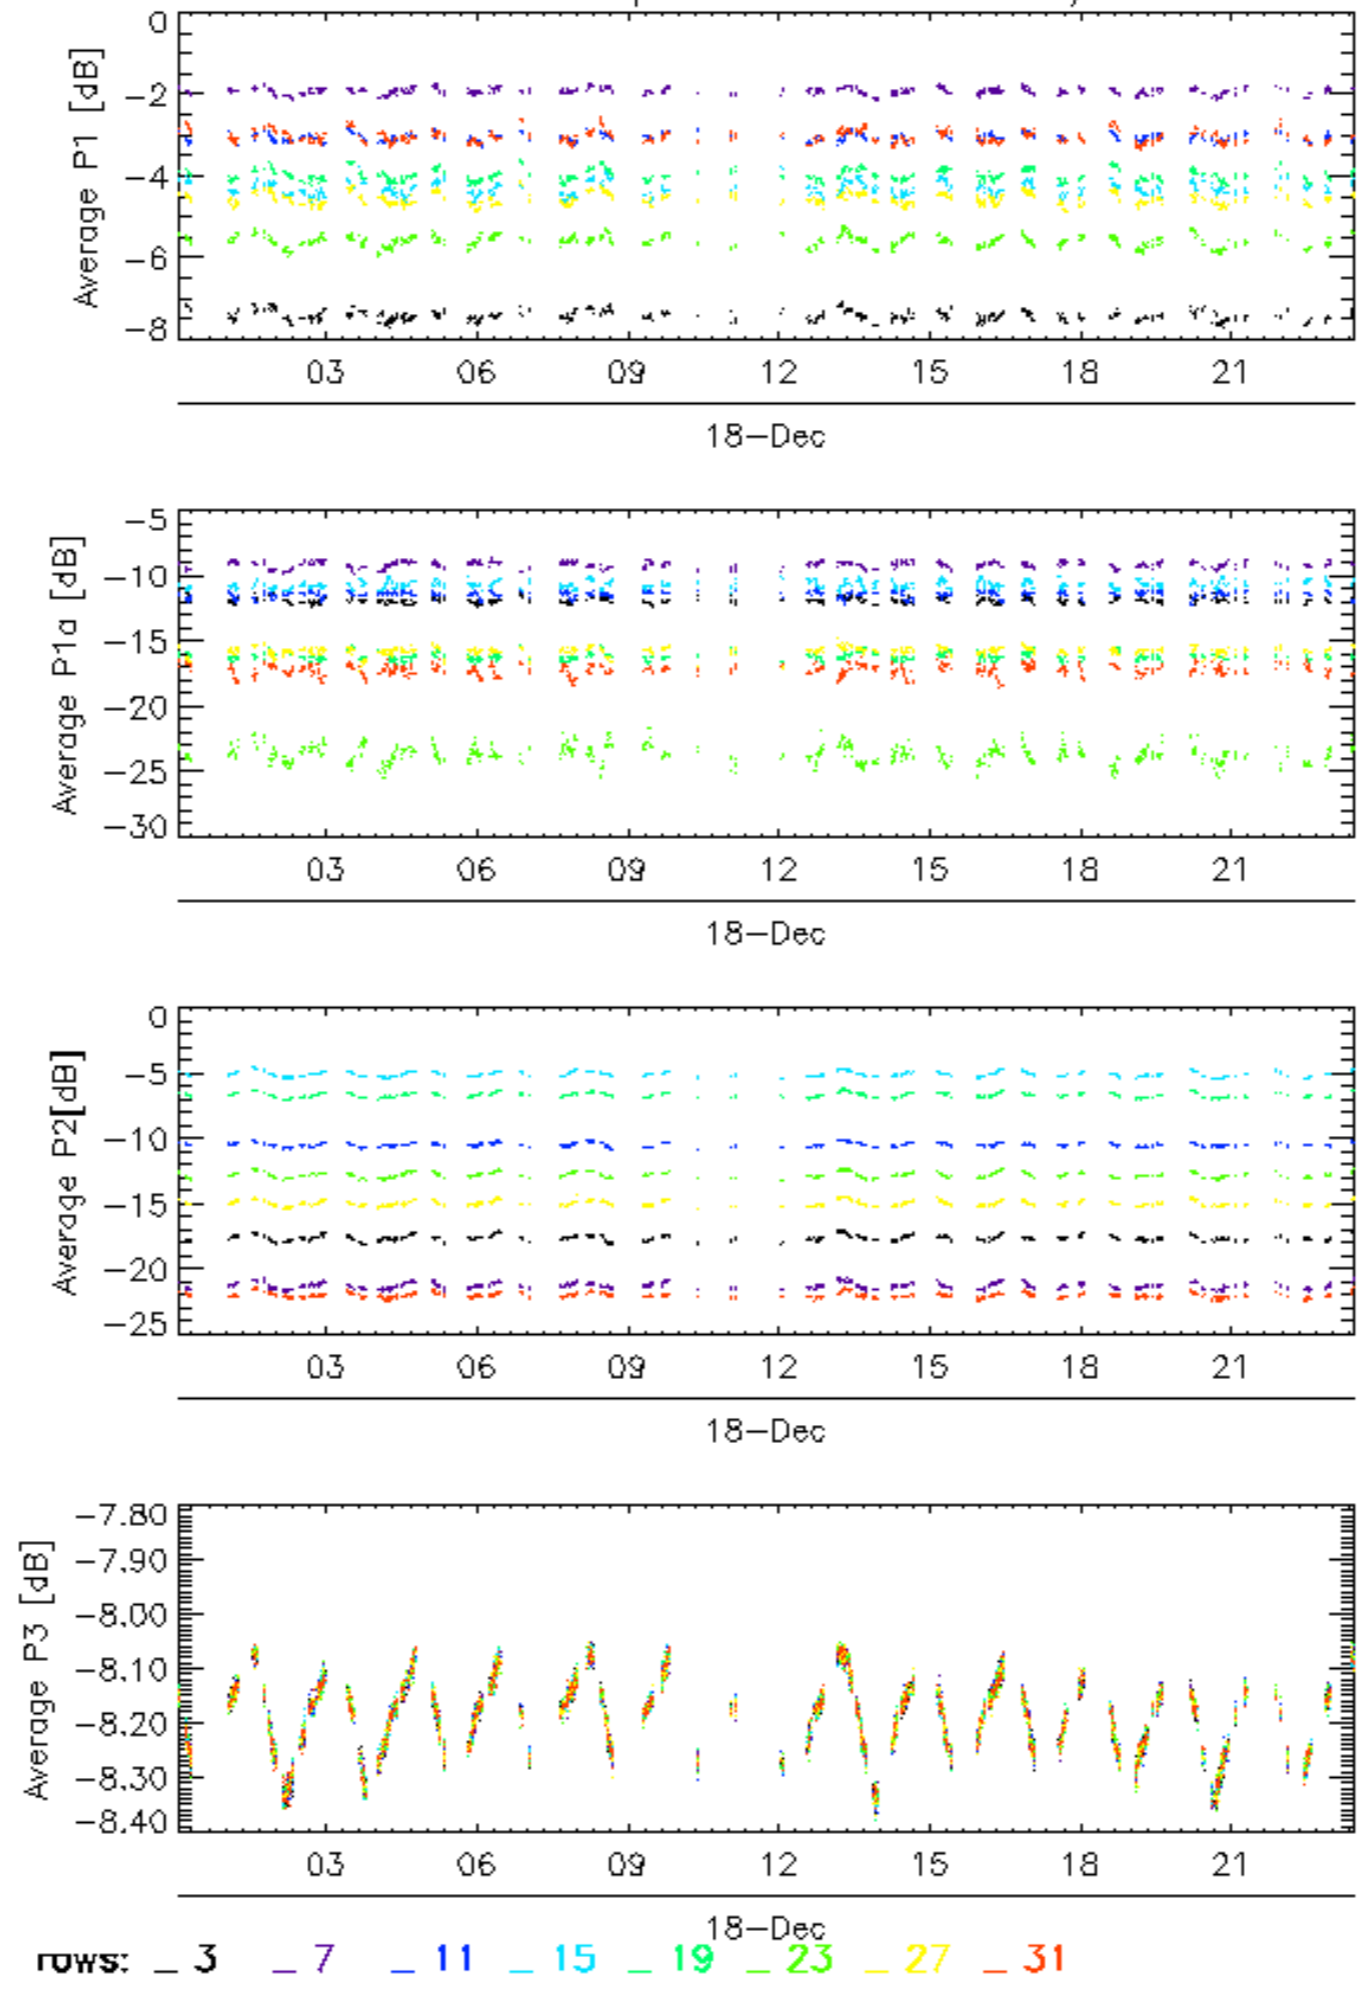 0
−2
−4
−6
−8
Average P1 [dB]
03 06 09 12 15 18 21
18−Dec
−5
−10
−15
−20
−25
−30
Average P1a [dB]
03 06 09 12 15 18 21
18−Dec
0
−5
−10
−15
−20
−25
Average P2[dB]
03 06 09 12 15 18 21
18−Dec
−7.80
−7.90
−8.00
−8.10
−8.20
−8.30
−8.40
Average P3 [dB]
03 06 09 12 15 18 21
18−Dec
rows: _ 3 _ 7 _ 11 _ 15 _ 19 _ 23 _ 27 _ 31